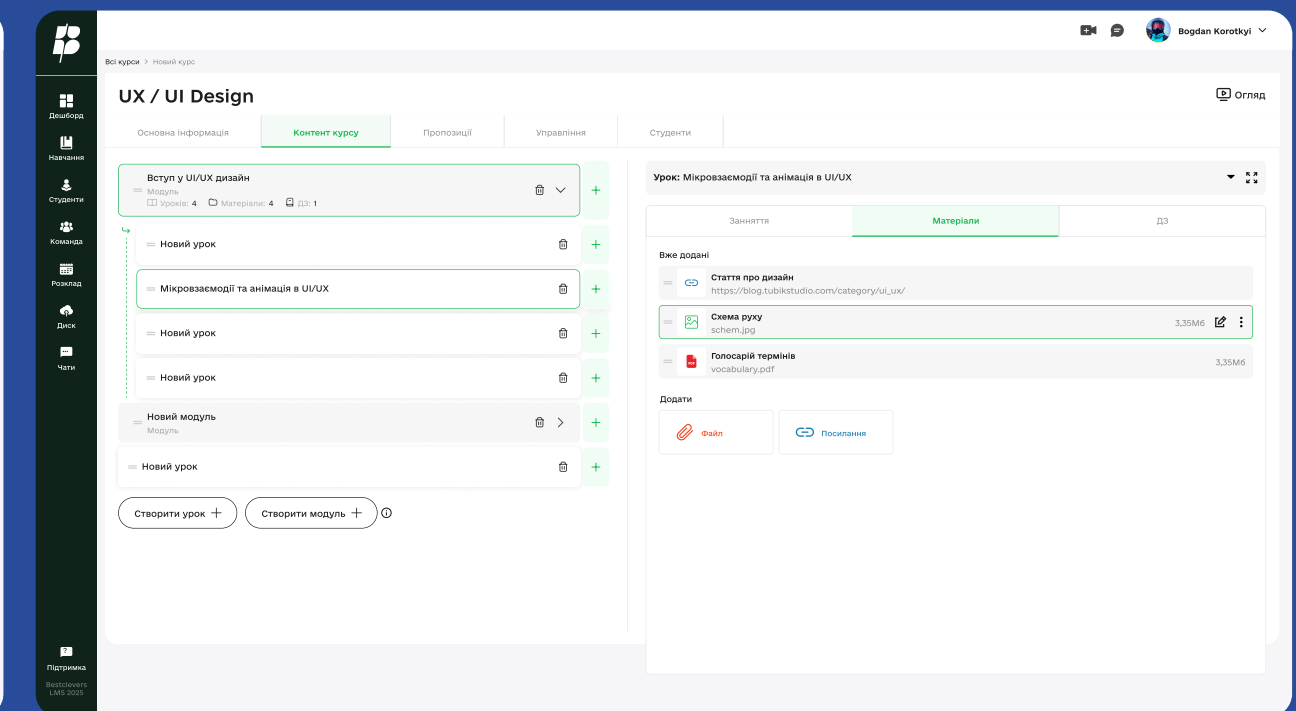 Bogdan Korotkyi
Всі курси > Новий курс
UX / UI Design
Огляд
Дешборд
Навчання
Студенти
Команда
Розклад
Диск
Чати
Підтримка
Bestclevers
LMS 2025
Основна інформація
Контент курсу
Пропозиції
Управління
Студенти
Вступ у UI/UX дизайн
Модуль
Уроків: 4 Матеріали: 4 ДЗ: 1
Новий урок
Мікровзаємодії та анімація в UI/UX
Новий урок
Новий урок
Новий модуль
Модуль
Новий урок
Створити урок
Створити модуль
Урок: Мікровзаємодії та анімація в UI/UX
Заняття
Матеріали
ДЗ
Вже додані
Стаття про дизайн
https://blog.tubikstudio.com/category/ui_ux/
Схема руху
schem.jpg
3,35Мб
Голосарій термінів
vocabulary.pdf
3,35Мб
Додати
Файл
Посилання